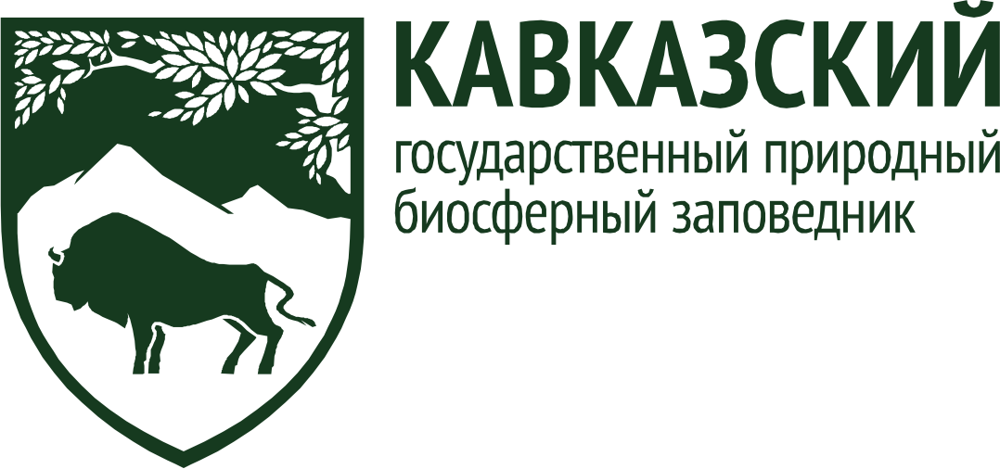 КАВКАЗСКИЙ
государственный природный
биосферный заповедник